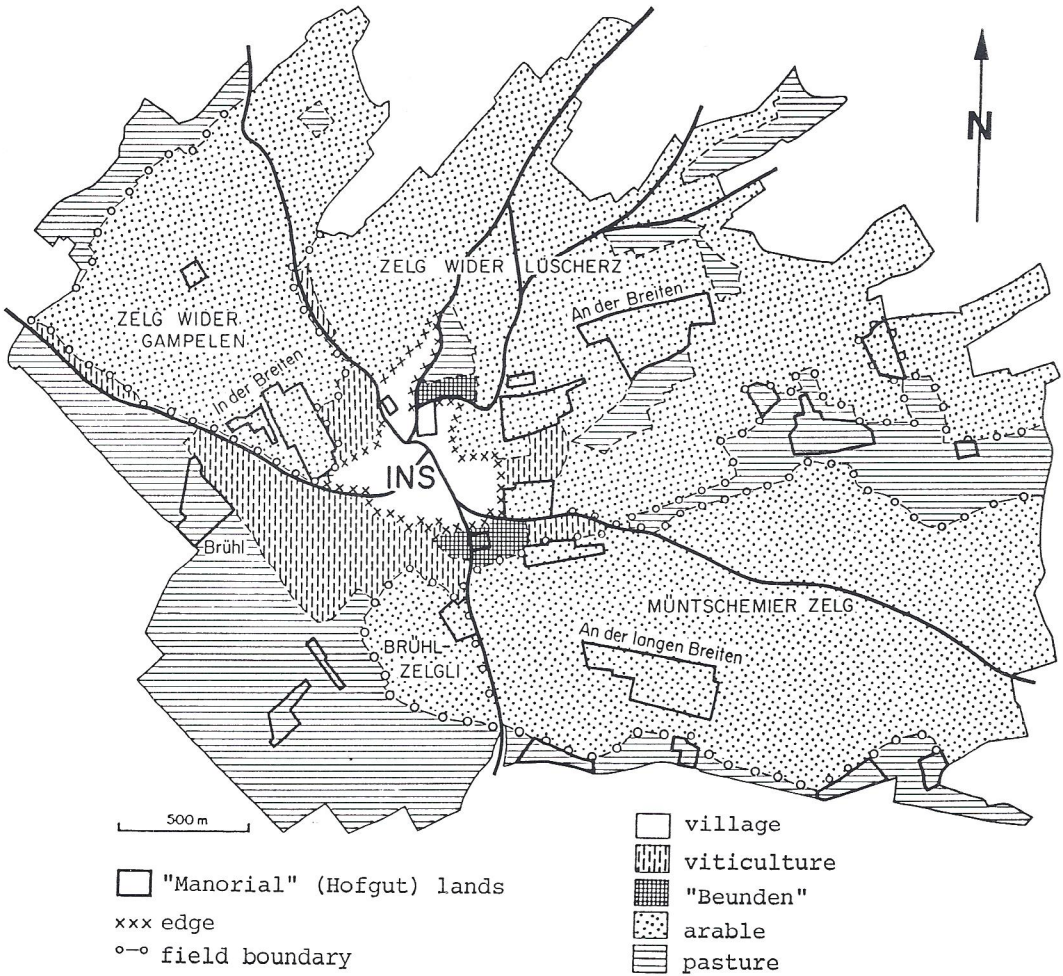 N
ZELG WIDER LÜSCHERZ
An der Breiten
ZELG WIDER
GAMPELEN
In der Breiten
INS
Brühl
MÜNTSCHEMIER ZELG
An der langen Breiten
BRÜHL-
ZELGLI
500 m
"Manorial" (Hofgut) lands
xxx edge
o-o field boundary
village
viticulture
"Beunden"
arable
pasture